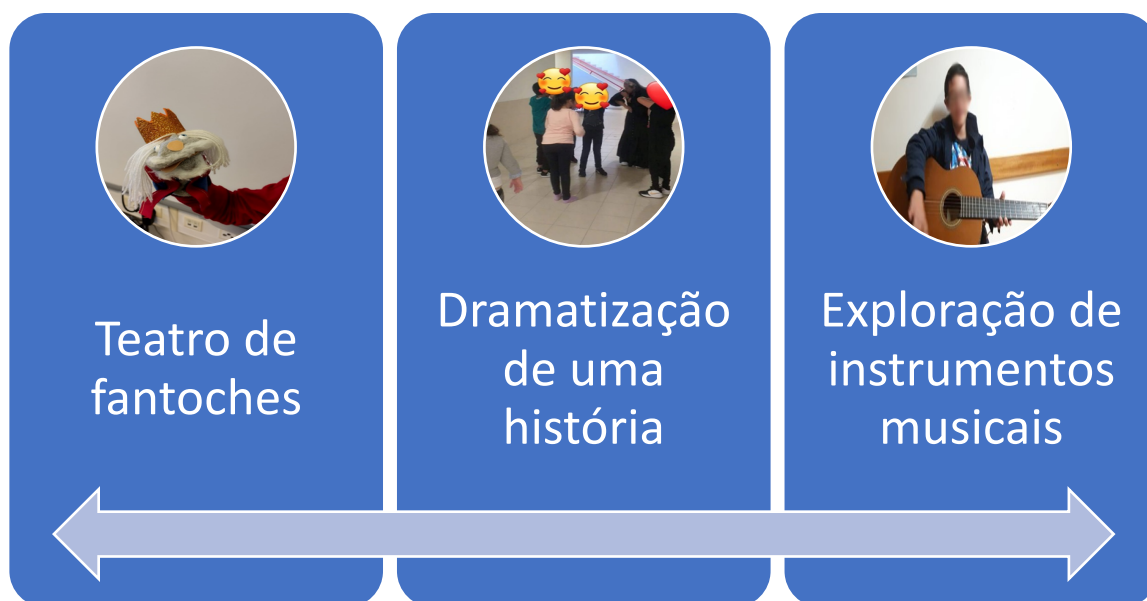 Teatro de
fantoches
Dramatização
de uma
história
Exploração de
instrumentos
musicais